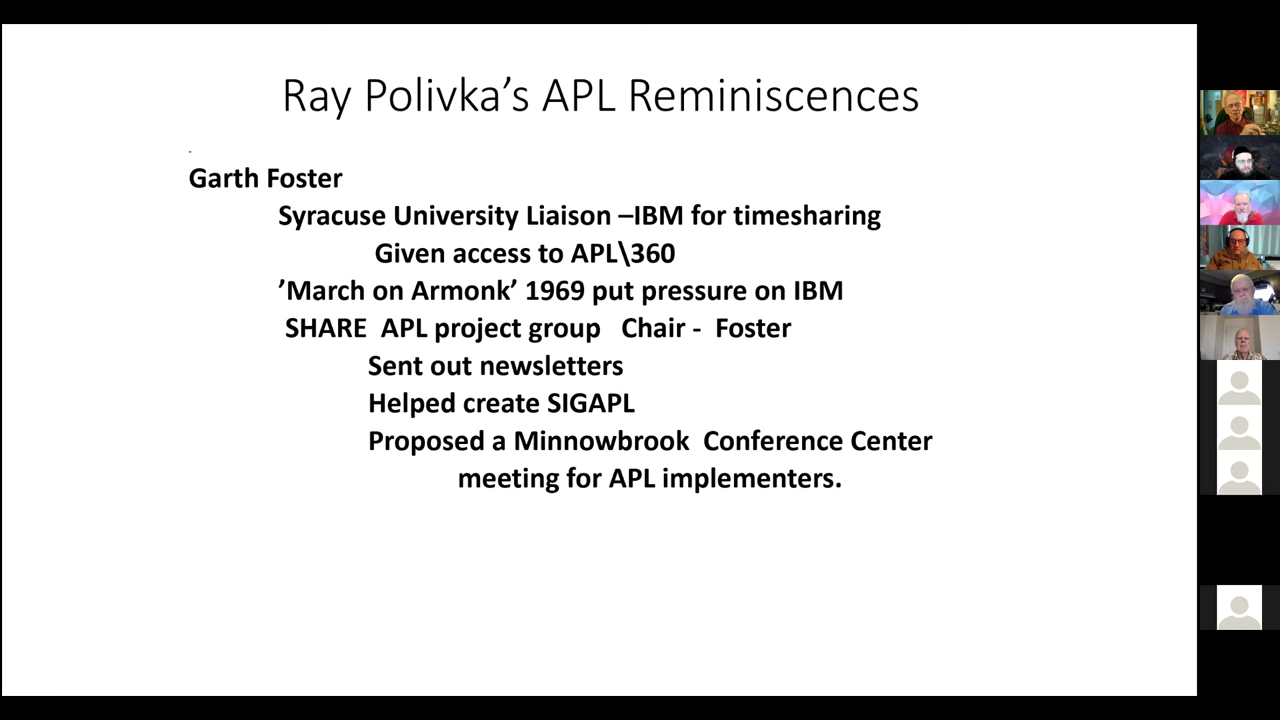 Ray Polivka’s APL Reminiscences
Garth Foster
Syracuse University Liaison –IBM for timesharing
Given access to APL\360
’March on Armonk’ 1969 put pressure on IBM
SHARE APL project group Chair - Foster
Sent out newsletters
Helped create SIGAPL
Proposed a Minnowbrook Conference Center
meeting for APL implementers.